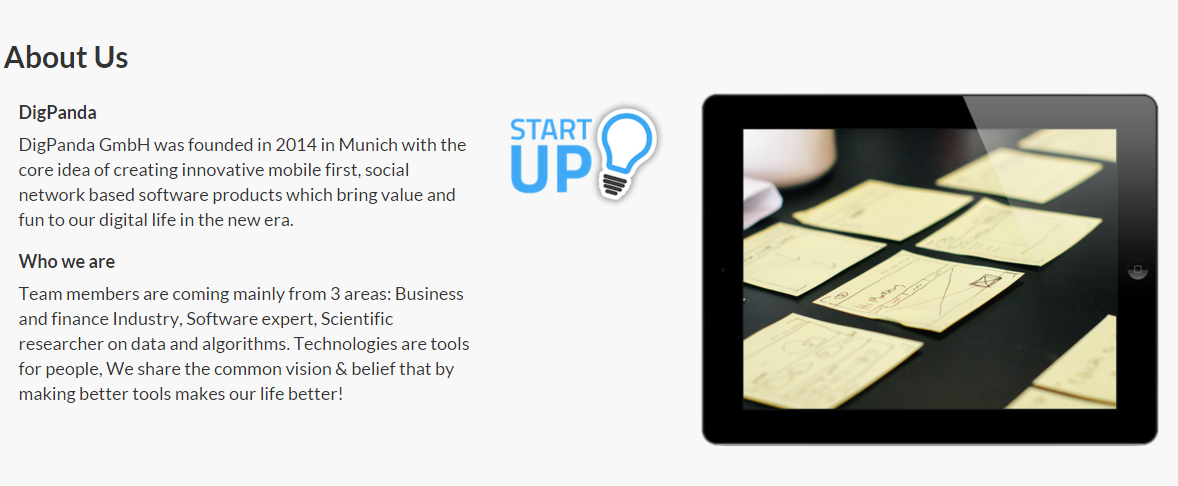 About Us
DigPanda
DigPanda GmbH was founded in 2014 in Munich with the
core idea of creating innovative mobile first, social
network based software products which bring value and
fun to our digital life in the new era.
Who we are
Team members are coming mainly from 3 areas: Business
and finance Industry, Software expert, Scientific
researcher on data and algorithms. Technologies are tools
for people, We share the common vision & belief that by
making better tools makes our life better!
START
UP